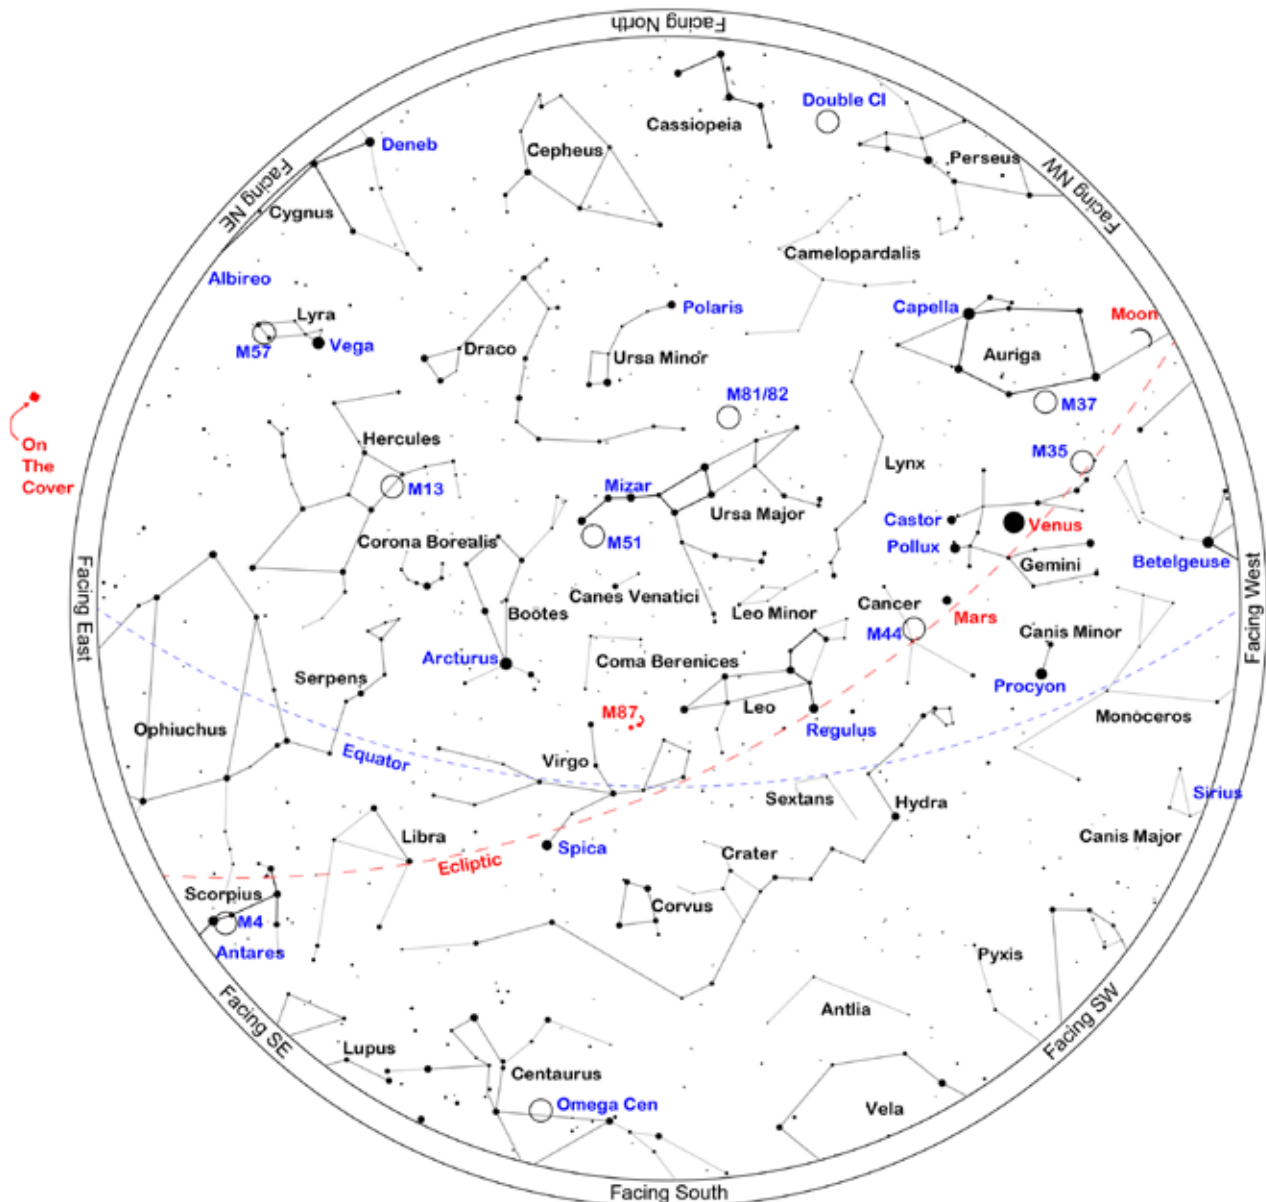 Facing North
Double Cl
Cassiopeia
Deneb
Cepheus
Perseus
Facing NE
Facing NW
Cygnus
Camelopardalis
Albireo
Polaris
Capella
Moon
Lyra
Vega
M57
Draco
Ursa Minor
Auriga
M81/82
M37
On
The
Cover
Hercules
M13
Mizar
Lynx
M35
Ursa Major
Castor
Venus
M51
Corona Borealis
Pollux
Gemini
Betelgeuse
Facing East
Facing West
Canes Venatici
Leo Minor
Cancer
Mars
Bootes
M44
Canis Minor
Arcturus
Coma Berenices
Serpens
Procyon
M87
Leo
Regulus
Monoceros
Ophiuchus
Equator
Virgo
Sextans
Hydra
Sirius
Libra
Spica
Canis Major
Ecliptic
Crater
Scorpius
M4
Corvus
Antares
Pyxis
Antlia
Facing SE
Facing SW
Lupus
Centaurus
Omega Cen
Vela
Facing South